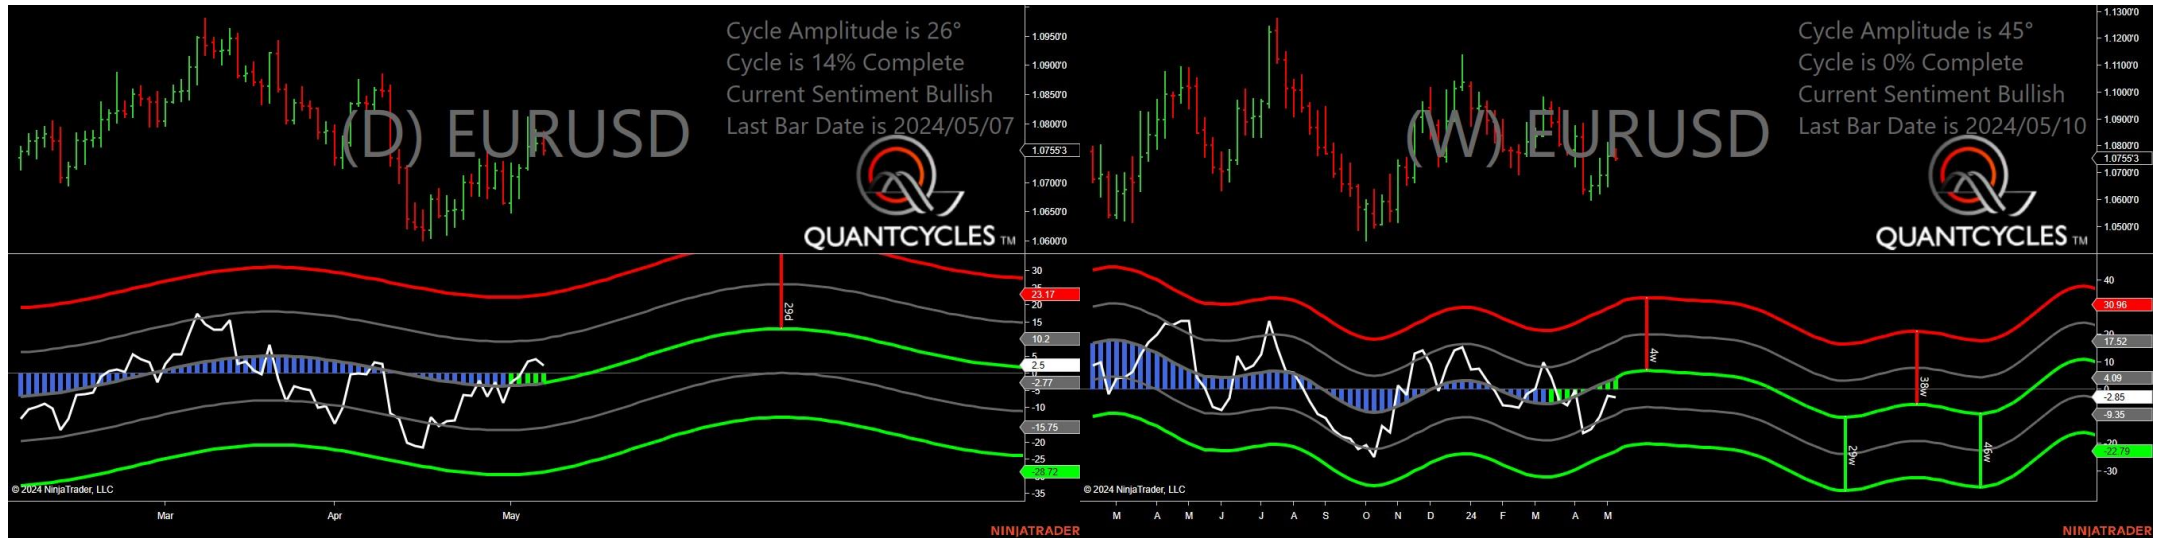 Cycle Amplitude is 26°
Cycle is 14% Complete
Current Sentiment Bullish
Last Bar Date is 2024/05/07
(D) EURUSD
QUANTCYCLES TM
1.0950'0
1.0900'0
1.0850'0
1.0800'0
1.0755'3
1.0700'0
1.0650'0
1.0600'0
30
23.17
20
15
10.2
5
2.5
-2.77
-5
-10
-15.75
-20
-25
-28.72
-35
29d
© 2024 NinjaTrader, LLC
Mar Apr May
NINJATRADER
Cycle Amplitude is 45°
Cycle is 0% Complete
Current Sentiment Bullish
Last Bar Date is 2024/05/10
(W) EURUSD
QUANTCYCLES TM
1.1300'0
1.1200'0
1.1100'0
1.1000'0
1.0900'0
1.0800'0
1.0755'3
1.0700'0
1.0600'0
1.0500'0
40
30.96
20
17.52
10
4.09
-2.85
-9.35
-22.79
-30
4w
38w
29w
46w
© 2024 NinjaTrader, LLC
M A M J J A S O N D 24 F M A M
NINJATRADER